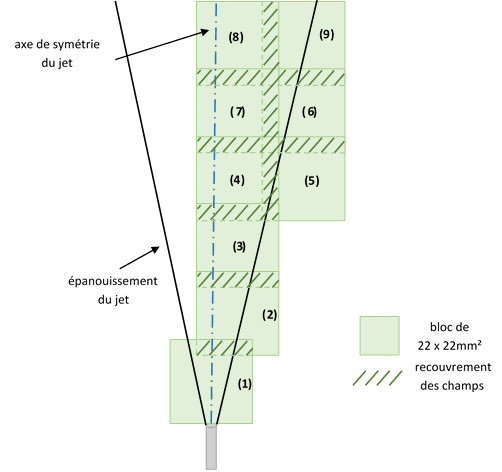 (8)
(9)
axe de symétrie
du jet
(7)
(6)
(4)
(5)
(3)
épanouissement
du jet
(2)
bloc de
22 x 22mm²
recouvrement
des champs
(1)